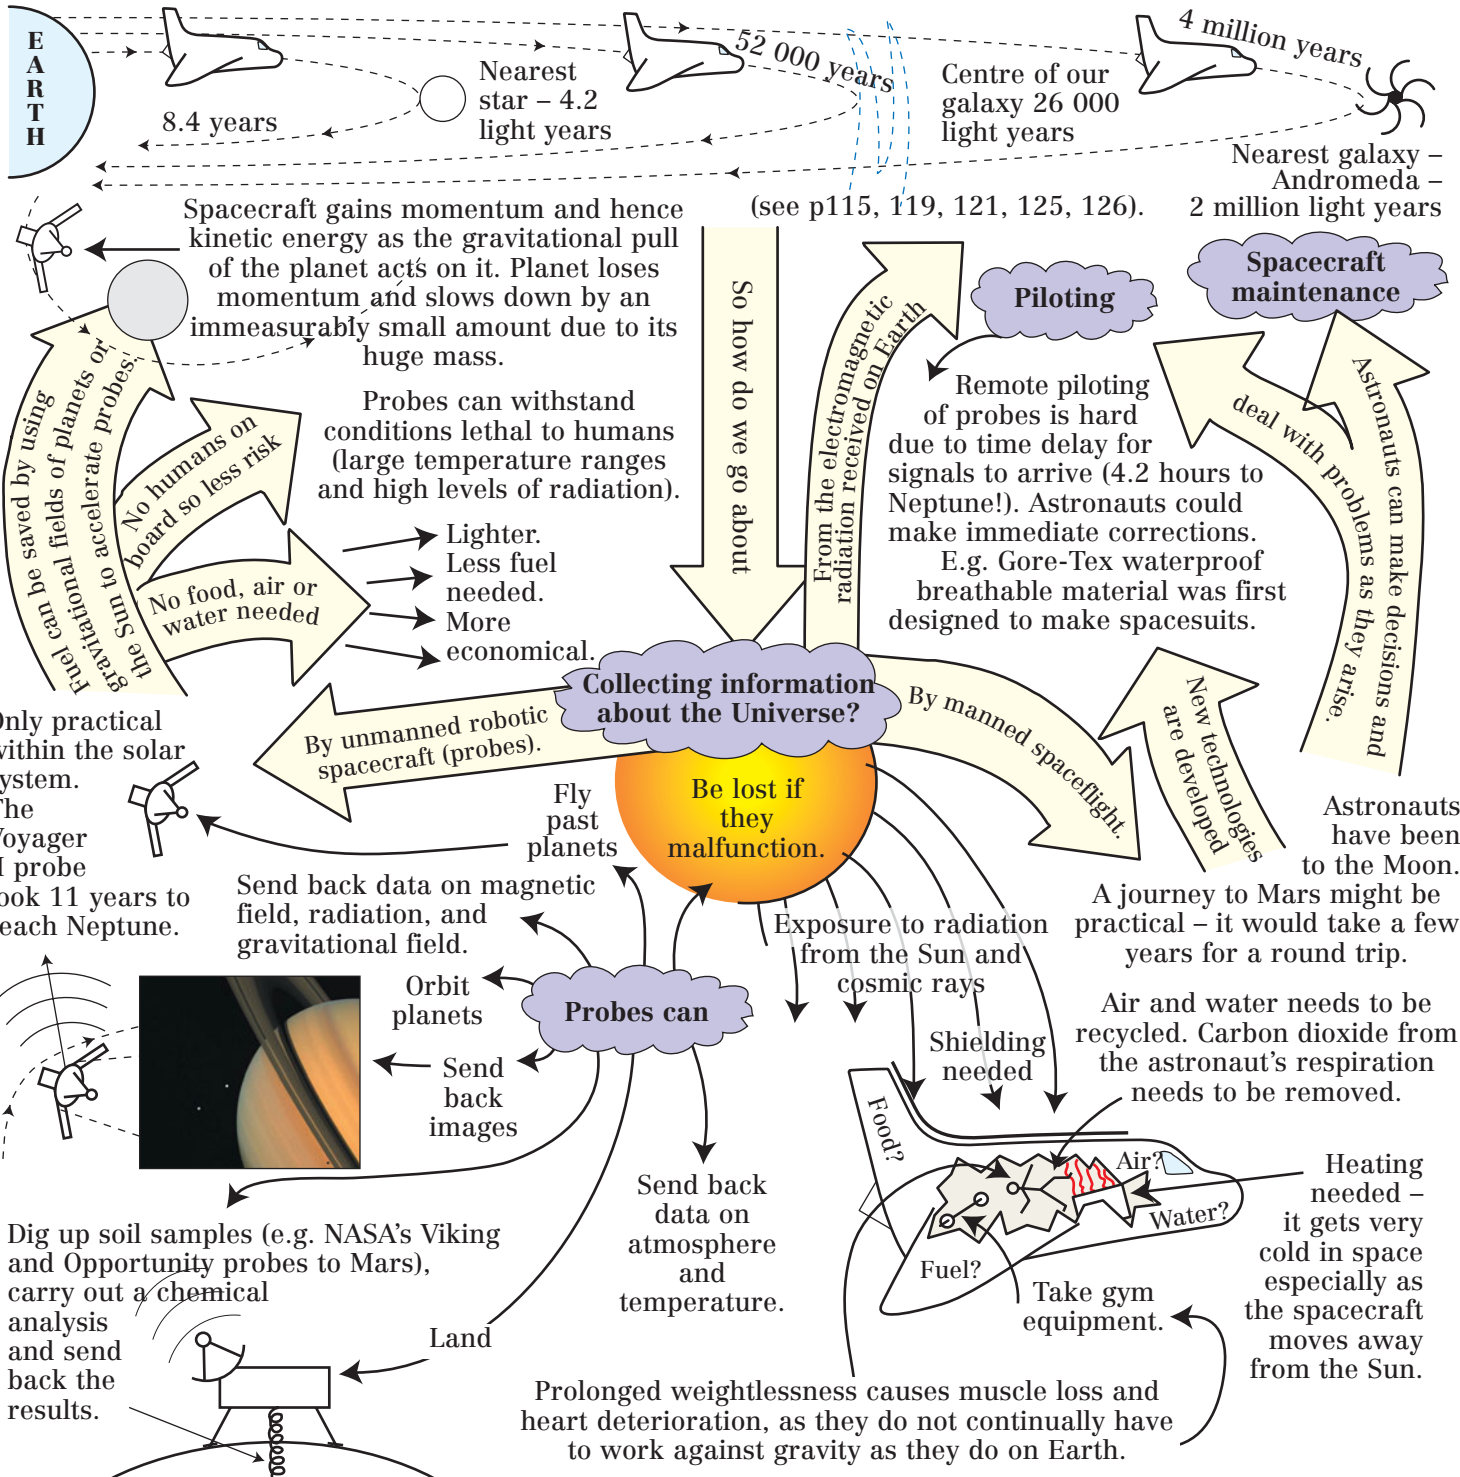 EARTH
8.4 years
Nearest
star – 4.2
light years
52 000 years
Centre of our
galaxy 26 000
light years
4 million years
Nearest galaxy –
Andromeda –
2 million light years
(see p115, 119, 121, 125, 126).
Spacecraft gains momentum and hence
kinetic energy as the gravitational pull
of the planet acts on it. Planet loses
momentum and slows down by an
immeasurably small amount due to its
huge mass.
Fuel can be saved by using
gravitational fields of planets or
the Sun to accelerate probes.
No humans on
board so less risk
Probes can withstand
conditions lethal to humans
(large temperature ranges
and high levels of radiation).
No food, air or
water needed
Lighter.
Less fuel
needed.
More
economical.
So how do we go about
From the electromagnetic
radiation received on Earth
Piloting
Remote piloting
of probes is hard
due to time delay for
signals to arrive (4.2 hours to
Neptune!). Astronauts could
make immediate corrections.
E.g. Gore-Tex waterproof
breathable material was first
designed to make spacesuits.
Spacecraft
maintenance
Astronauts can make decisions and
deal with problems as they arise.
Collecting information
about the Universe?
By unmanned robotic
spacecraft (probes).
By manned spaceflight.
New technologies
are developed
Only practical
within the solar
system.
The
Voyager
probe
took 11 years to
reach Neptune.
Be lost if
they
malfunction.
Fly
past
planets
Send back data on magnetic
field, radiation, and
gravitational field.
Orbit
planets
Probes can
Send
back
images
Astronauts
have been
to the Moon.
A journey to Mars might be
practical – it would take a few
years for a round trip.
Exposure to radiation
from the Sun and
cosmic rays
Shielding
needed
Air and water needs to be
recycled. Carbon dioxide from
the astronaut's respiration
needs to be removed.
Food?
Air?
Water?
Fuel?
Heating
needed –
it gets very
cold in space
especially as
the spacecraft
moves away
from the Sun.
Take gym
equipment.
Send back
data on
atmosphere
and
temperature.
Dig up soil samples (e.g. NASA's Viking
and Opportunity probes to Mars),
carry out a chemical
analysis
and send
back the
results.
Land
Prolonged weightlessness causes muscle loss and
heart deterioration, as they do not continually have
to work against gravity as they do on Earth.